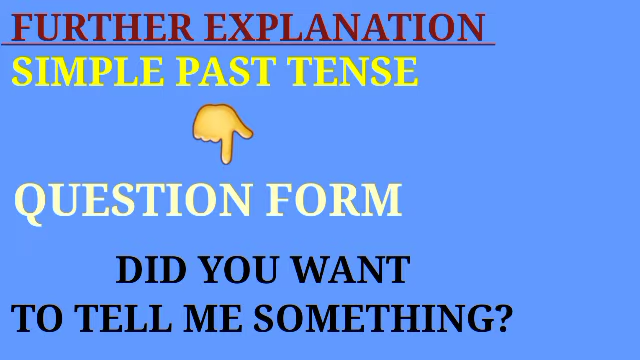 FURTHER EXPLANATION
SIMPLE PAST TENSE
QUESTION FORM
DID YOU WANT
TO TELL ME SOMETHING?